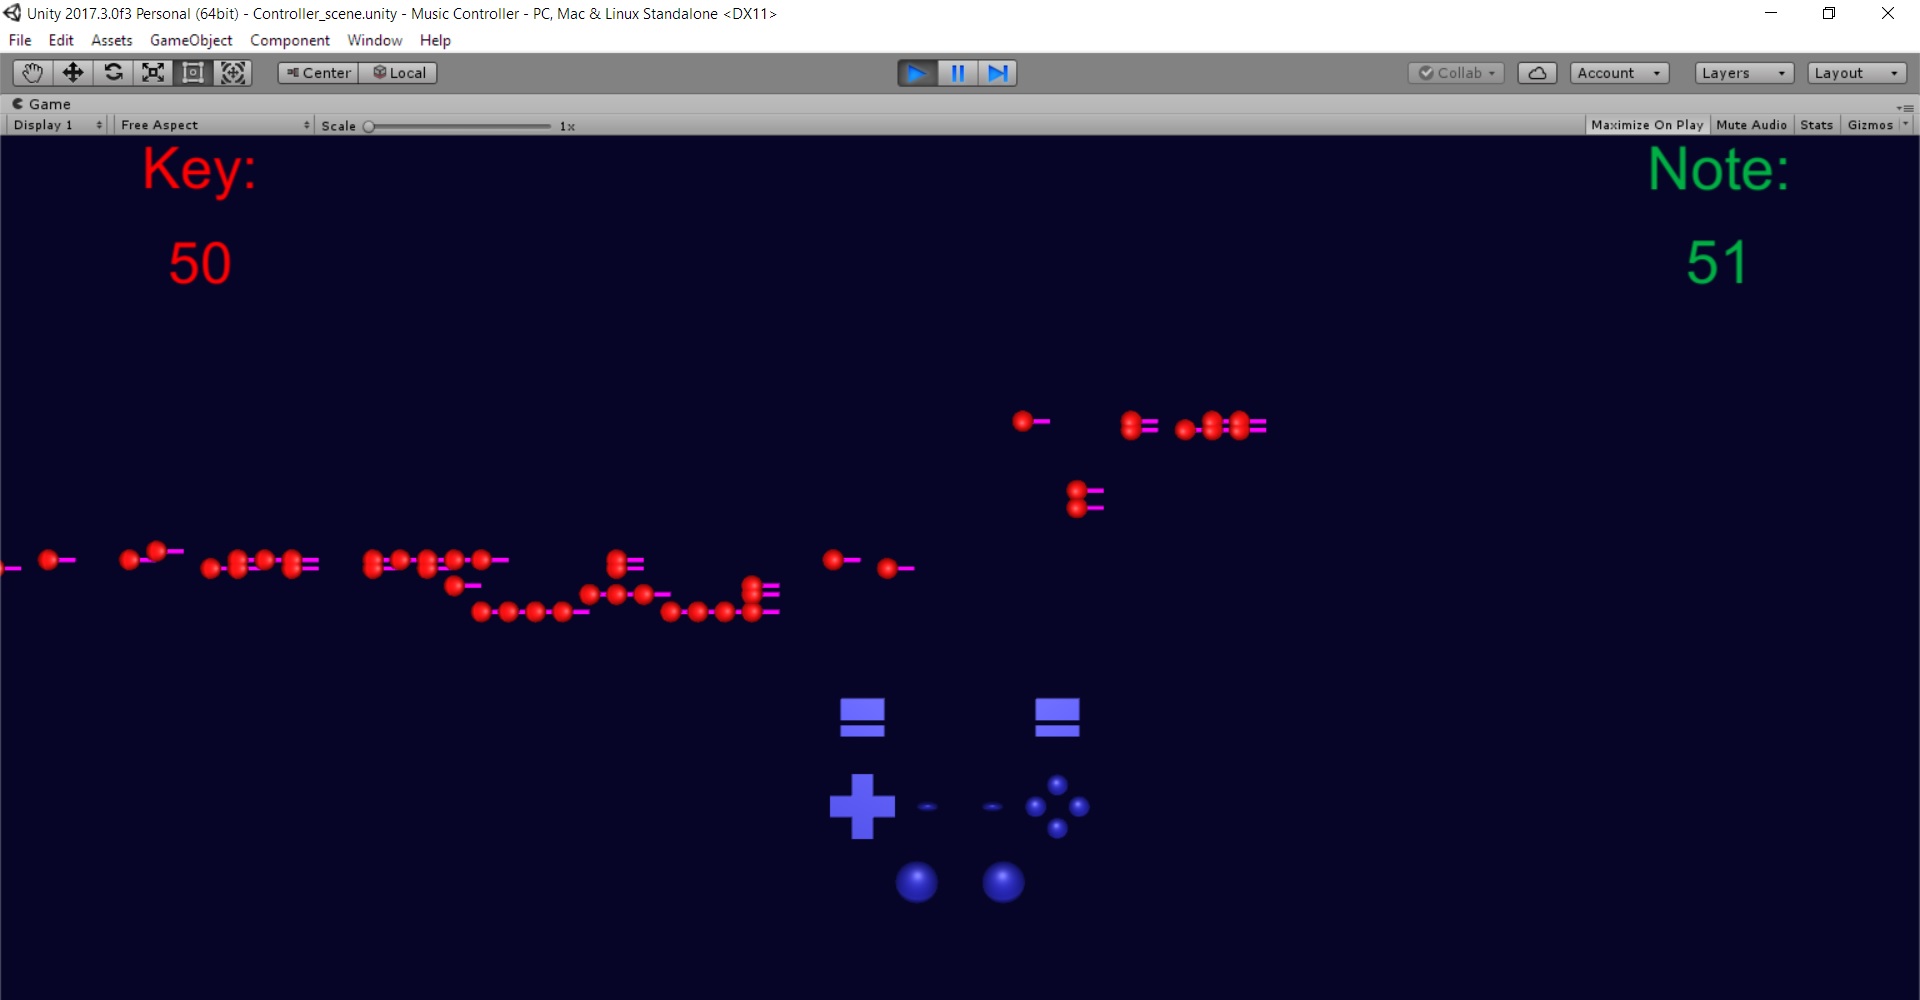 Unity 2017.3.0f3 Personal (64bit) - Controller_scene.unity - Music Controller - PC, Mac & Linux Standalone <DX11>
File Edit Assets GameObject Component Window Help
Center Local Collab Account Layers Layout
Game
Display 1 Free Aspect Scale 1x Maximize On Play Mute Audio Stats Gizmos
Key: Note:
50 51